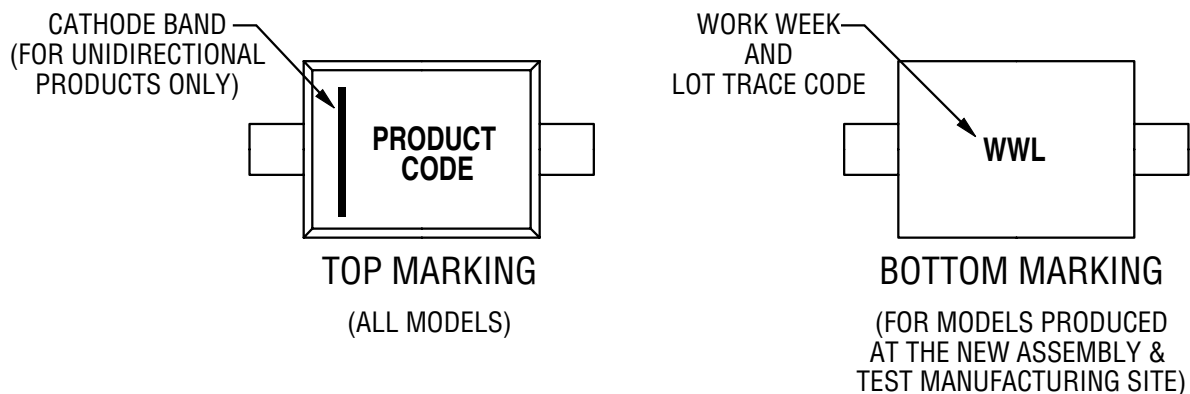 CATHODE BAND
(FOR UNIDIRECTIONAL
PRODUCTS ONLY)
PRODUCT
CODE
TOP MARKING
(ALL MODELS)
WORK WEEK
AND
LOT TRACE CODE
WWL
BOTTOM MARKING
(FOR MODELS PRODUCED
AT THE NEW ASSEMBLY &
TEST MANUFACTURING SITE)